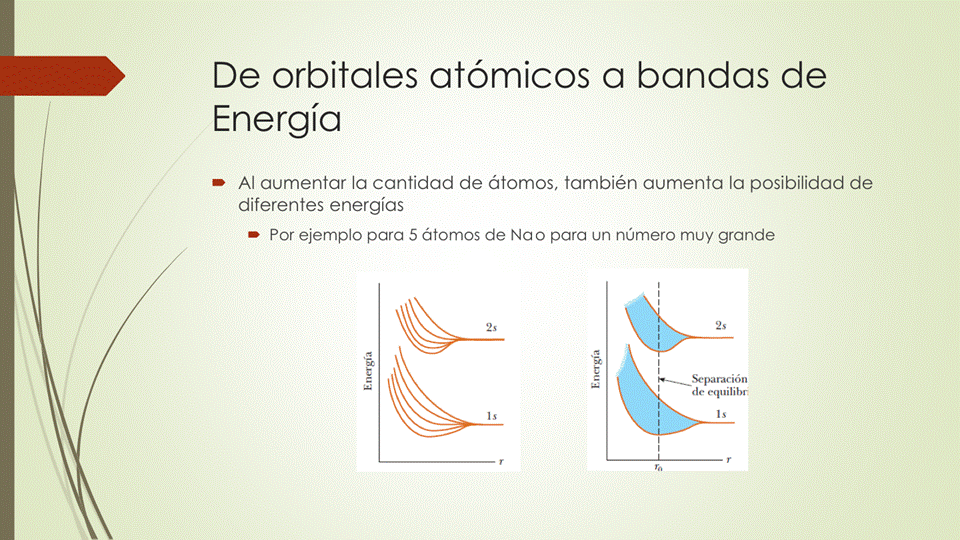 De orbitales atómicos a bandas de
Energía
Al aumentar la cantidad de átomos, también aumenta la posibilidad de
diferentes energías
Por ejemplo para 5 átomos de Na o para un número muy grande
Energía
2s
1s
r
Energía
2s
Separación
de equilibri
1s
r₀
r